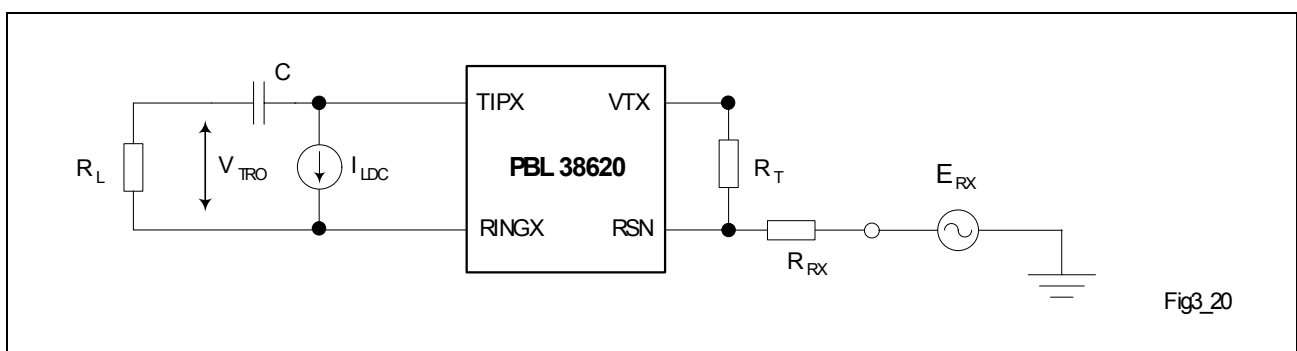 C
TIPX
VTX
R L
V TRO
I LDC
PBL 38620
R T
E RX
RINGX
RSN
R RX
Fig3_20